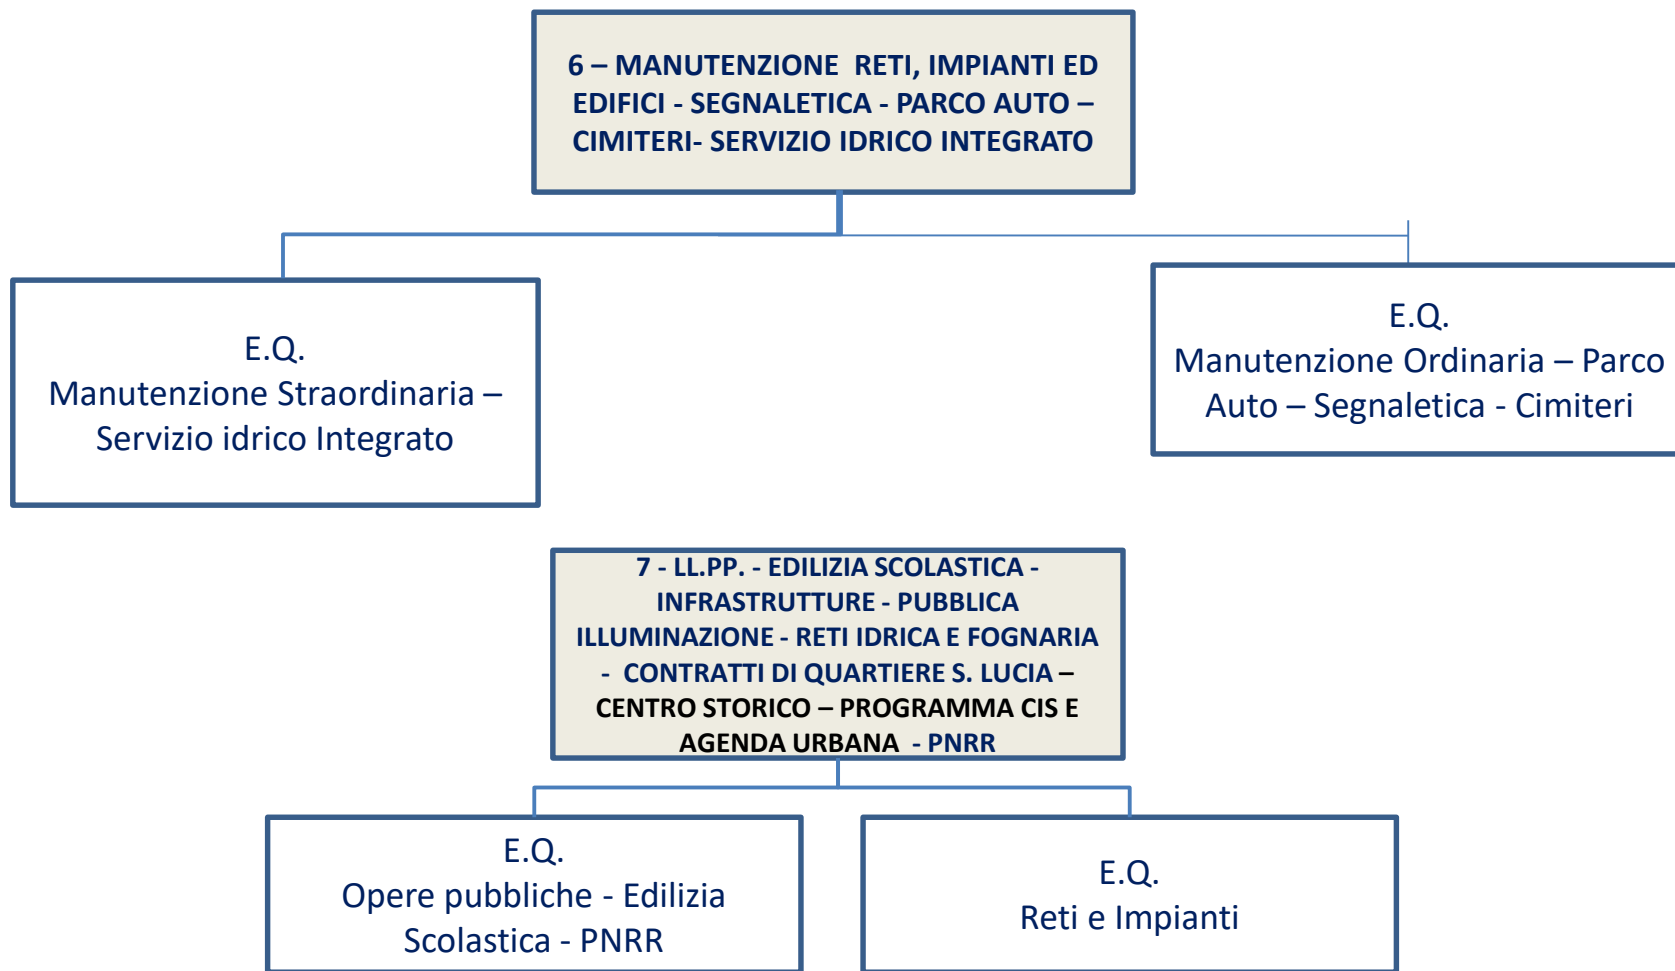 6 – MANUTENZIONE RETI, IMPIANTI ED
EDIFICI - SEGNALETICA - PARCO AUTO –
CIMITERI- SERVIZIO IDRICO INTEGRATO
E.Q.
Manutenzione Straordinaria –
Servizio idrico Integrato
E.Q.
Manutenzione Ordinaria – Parco
Auto – Segnaletica - Cimiteri
7 - LL.PP. - EDILIZIA SCOLASTICA -
INFRASTRUTTURE - PUBBLICA
ILLUMINAZIONE - RETI IDRICA E FOGNARIA
- CONTRATTI DI QUARTIERE S. LUCIA –
CENTRO STORICO – PROGRAMMA CIS E
AGENDA URBANA - PNRR
E.Q.
Opere pubbliche - Edilizia
Scolastica - PNRR
E.Q.
Reti e Impianti